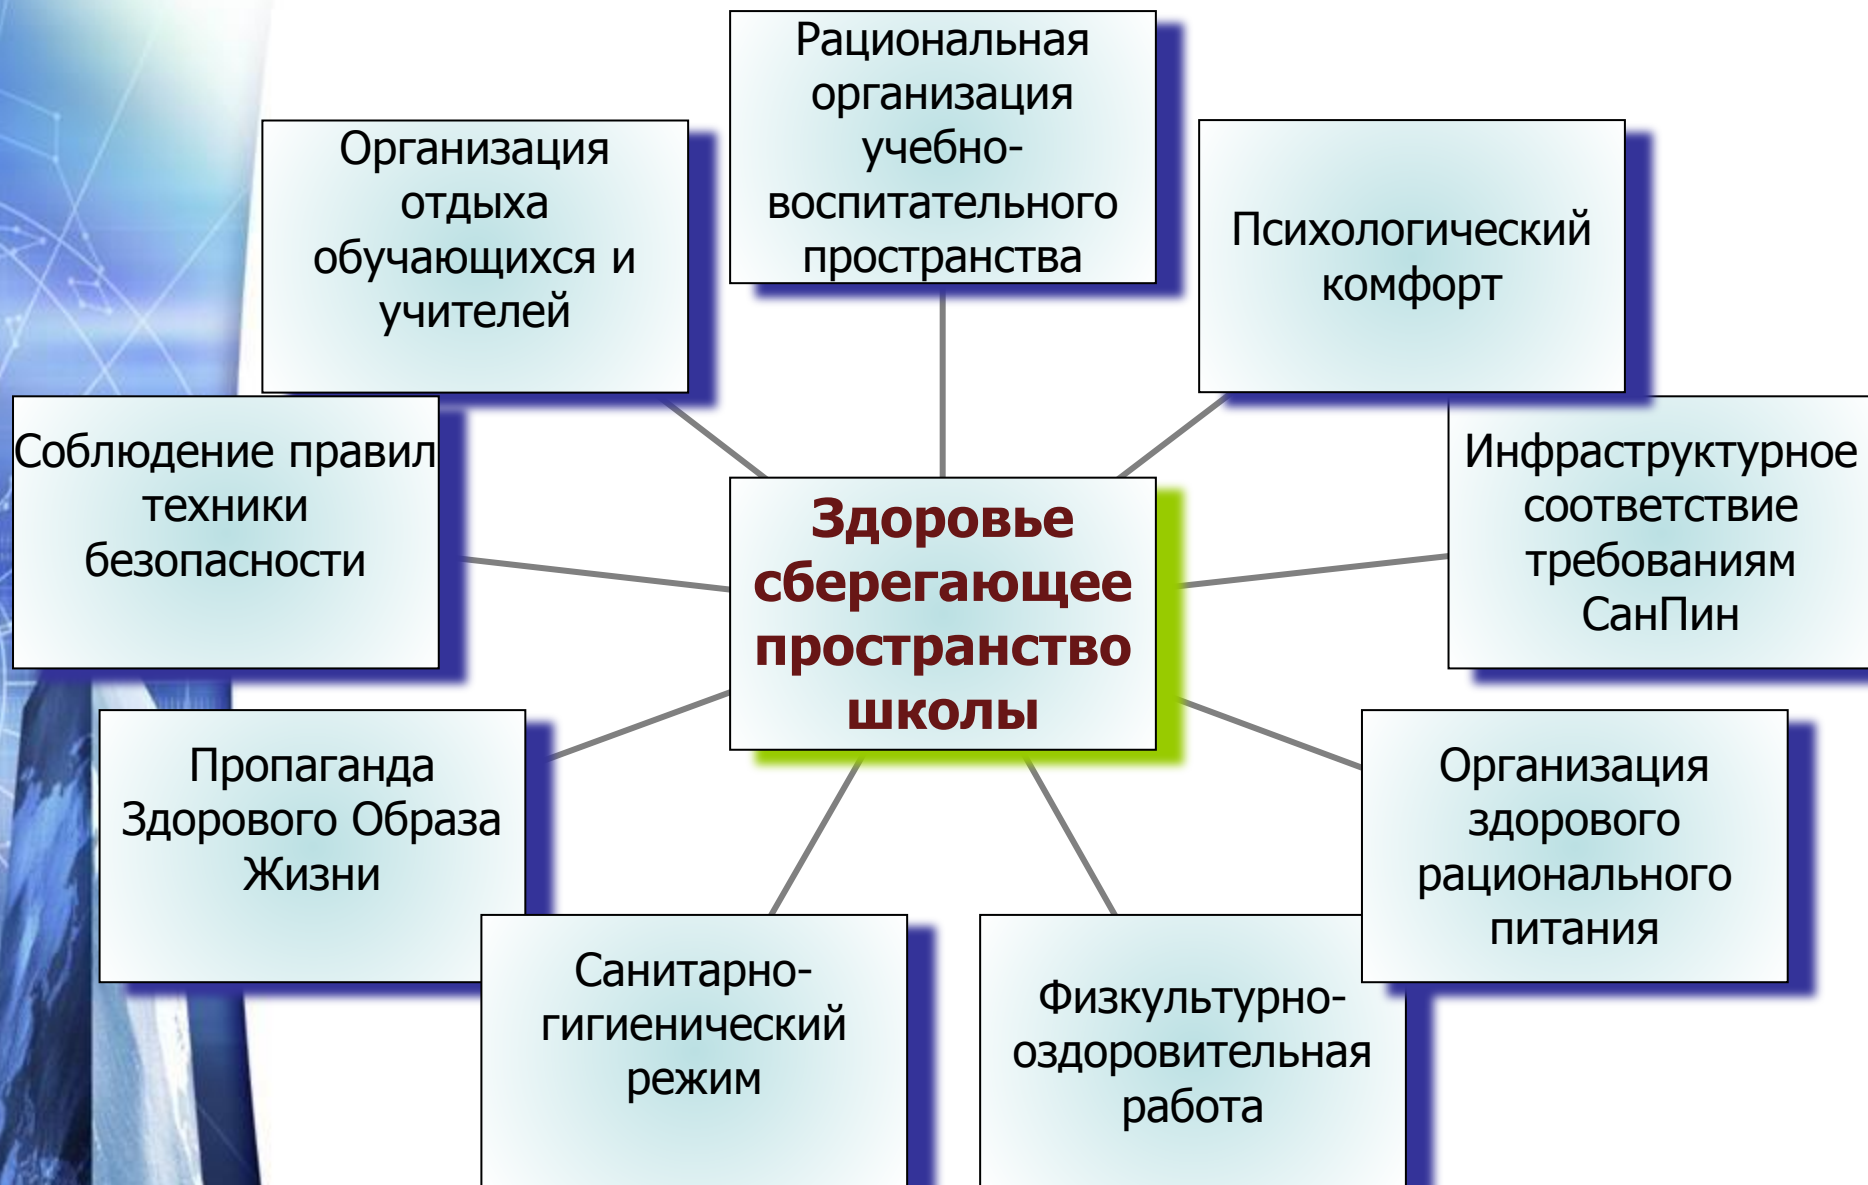 Рациональная
организация
учебно-
воспитательного
пространства
Организация
отдыха
обучающихся и
учителей
Психологический
комфорт
Соблюдение правил
техники
безопасности
Здоровье
сберегающее
пространство
школы
Инфраструктурное
соответствие
требованиям
СанПин
Пропаганда
Здорового Образа
Жизни
Организация
здорового
рационального
питания
Санитарно-
гигиенический
режим
Физкультурно-
оздоровительная
работа